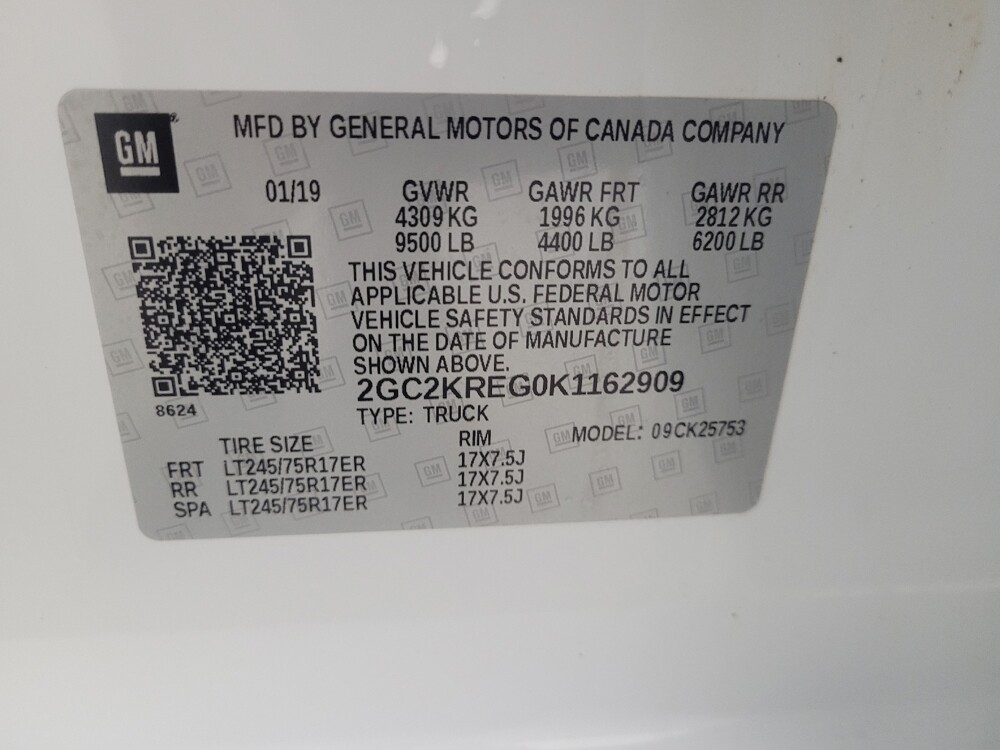 GM
MFD BY GENERAL MOTORS OF CANADA COMPANY
01/19 GVWR GAWR FRT GAWR RR
4309 KG 1996 KG 2812 KG
9500 LB 4400 LB 6200 LB
THIS VEHICLE CONFORMS TO ALL
APPLICABLE U.S. FEDERAL MOTOR
VEHICLE SAFETY STANDARDS IN EFFECT
ON THE DATE OF MANUFACTURE
SHOWN ABOVE.
2GC2KREG0K1162909
8624
TYPE: TRUCK
MODEL: 09CK25753
TIRE SIZE RIM
FRT LT245/75R17ER 17X7.5J
RR LT245/75R17ER 17X7.5J
SPA LT245/75R17ER 17X7.5J